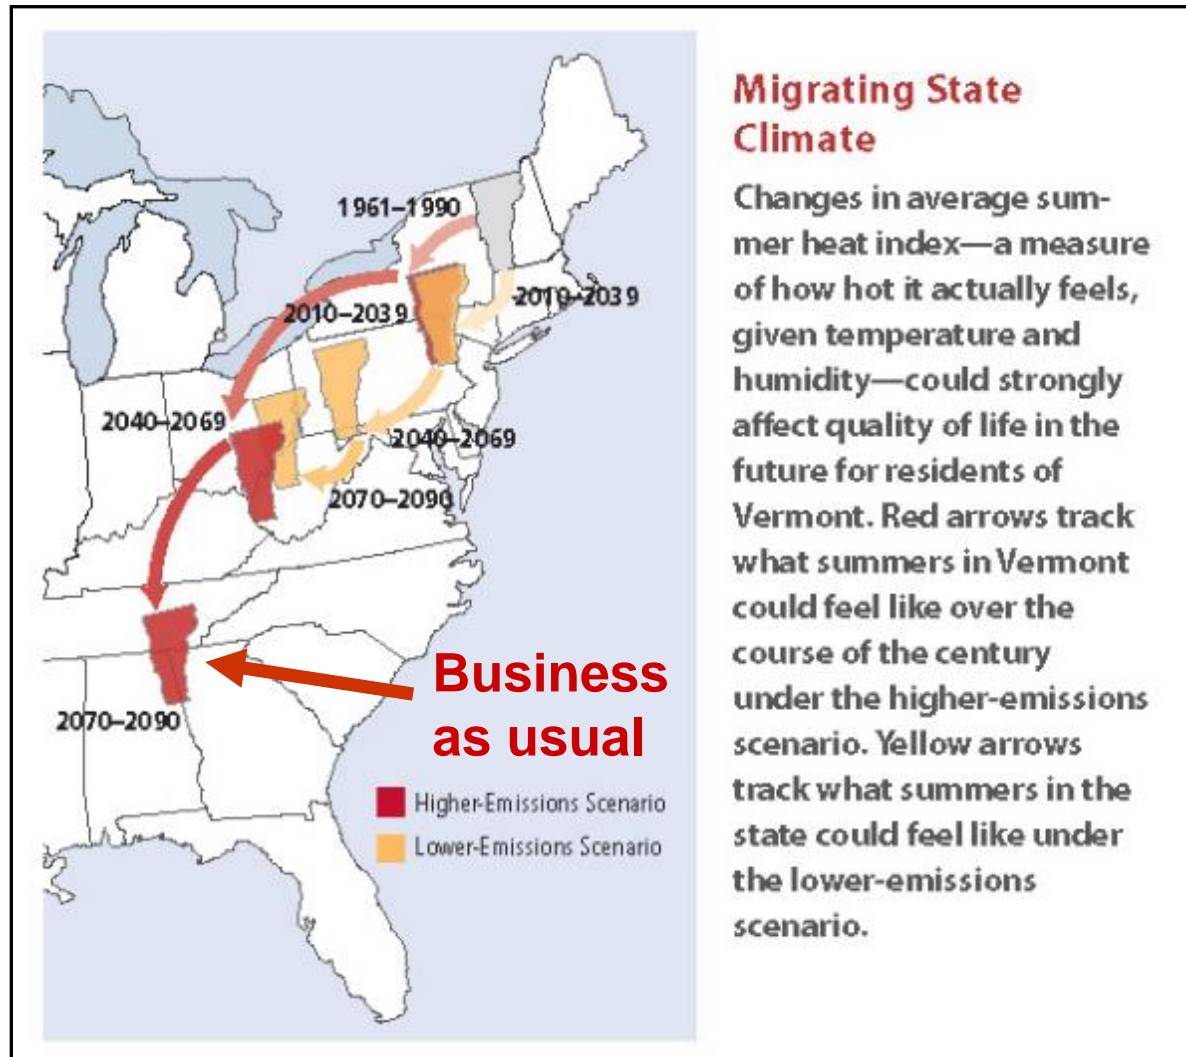 1961–1990
2010–2039
2010–2039
2040–2069
2040–2069
2070–2090
2070–2090
Business
as usual
Higher-Emissions Scenario
Lower-Emissions Scenario
Migrating State
Climate
Changes in average sum-
mer heat index—a measure
of how hot it actually feels,
given temperature and
humidity—could strongly
affect quality of life in the
future for residents of
Vermont. Red arrows track
what summers in Vermont
could feel like over the
course of the century
under the higher-emissions
scenario. Yellow arrows
track what summers in the
state could feel like under
the lower-emissions
scenario.